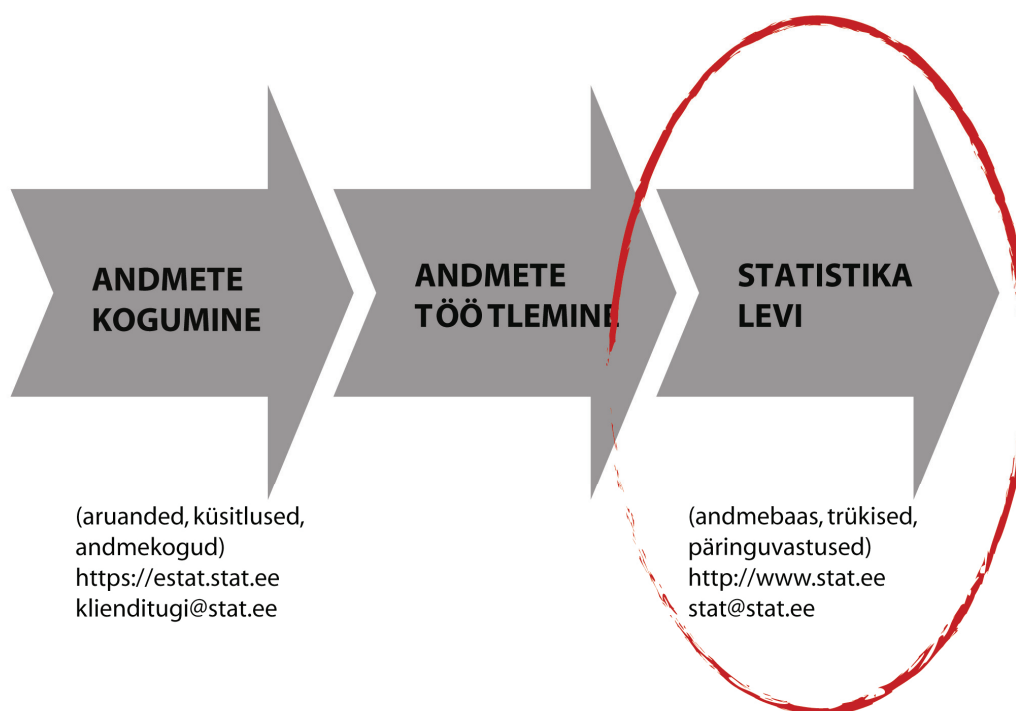 ANDMETE
KOGUMINE
ANDMETE
TÖÖTLEMINE
STATISTIKA
LEVI
(aruanded, küsitlused,
andmekogud)
https://estat.stat.ee
klienditugi@stat.ee
(andmebaas, trükised,
päringuvastused)
http://www.stat.ee
stat@stat.ee